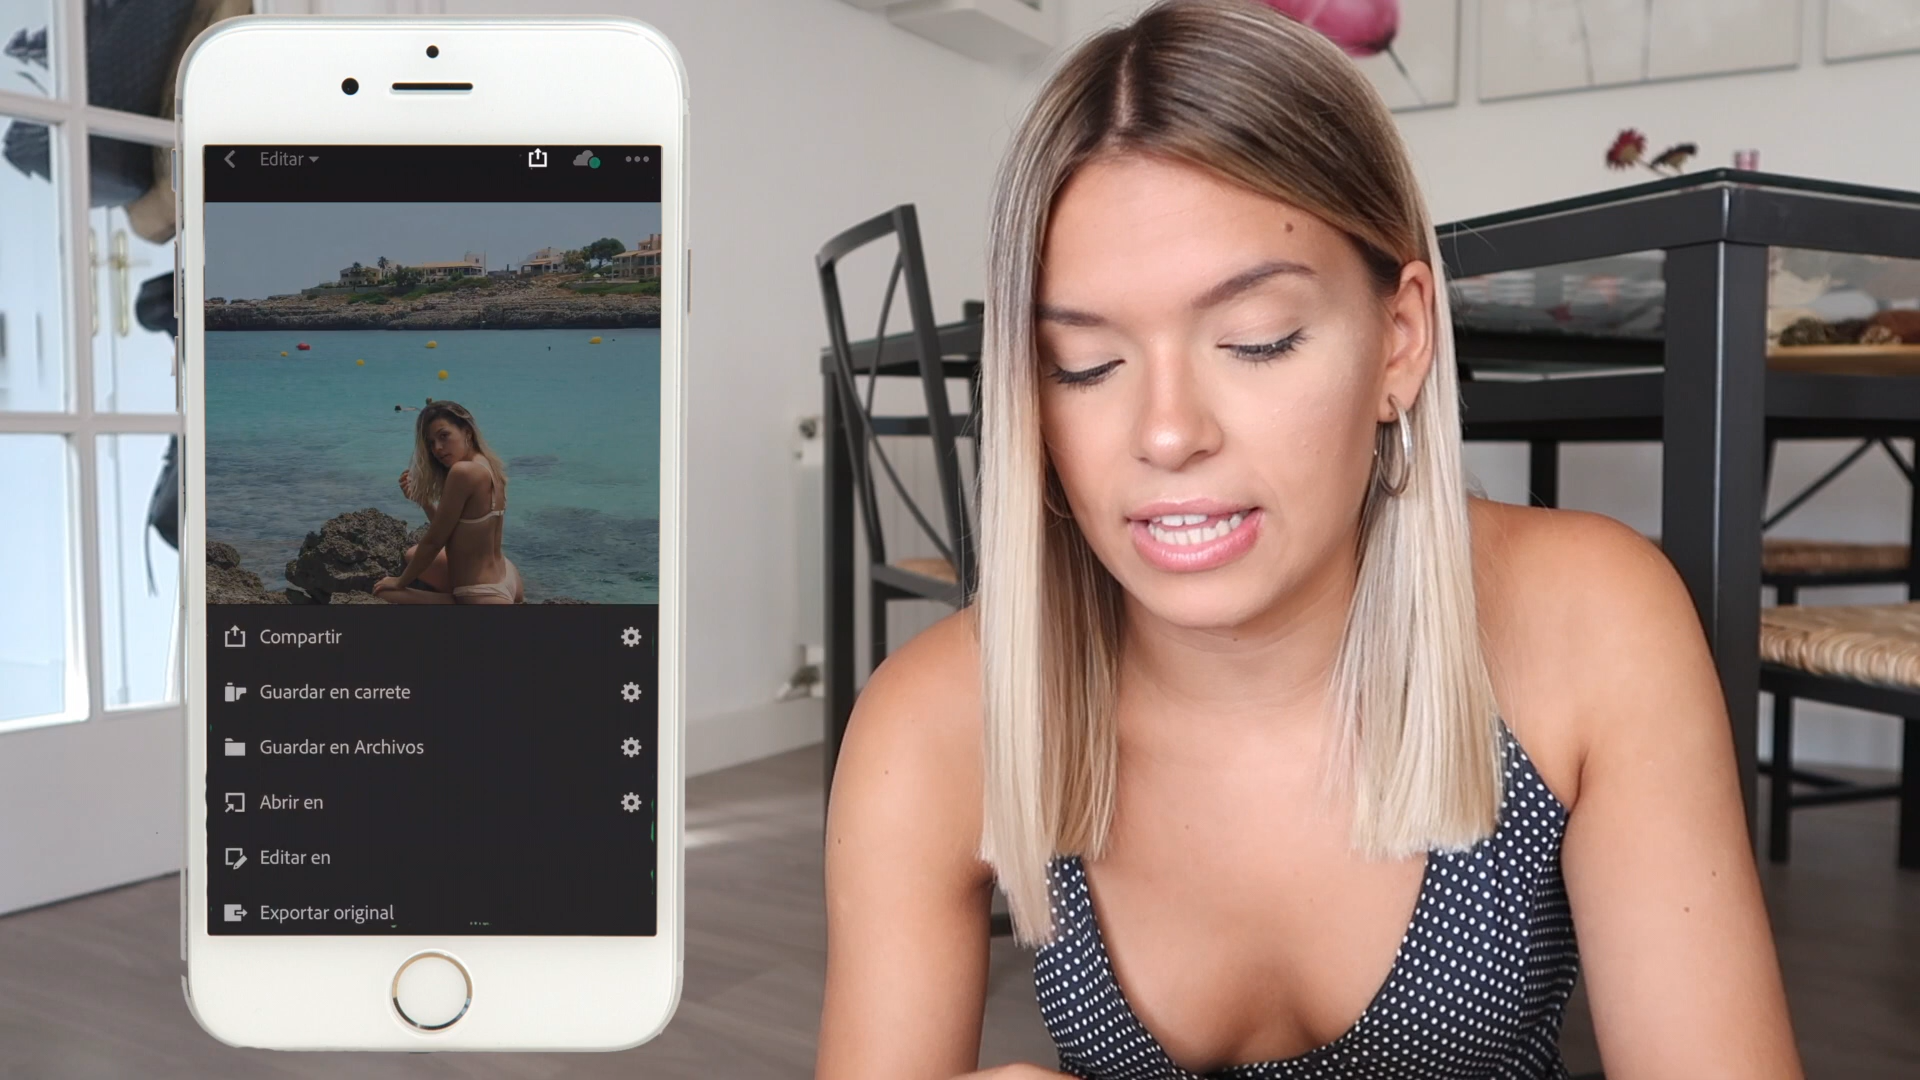 Editar
Compartir
Guardar en carrete
Guardar en Archivos
Abrir en
Editar en
Exportar original